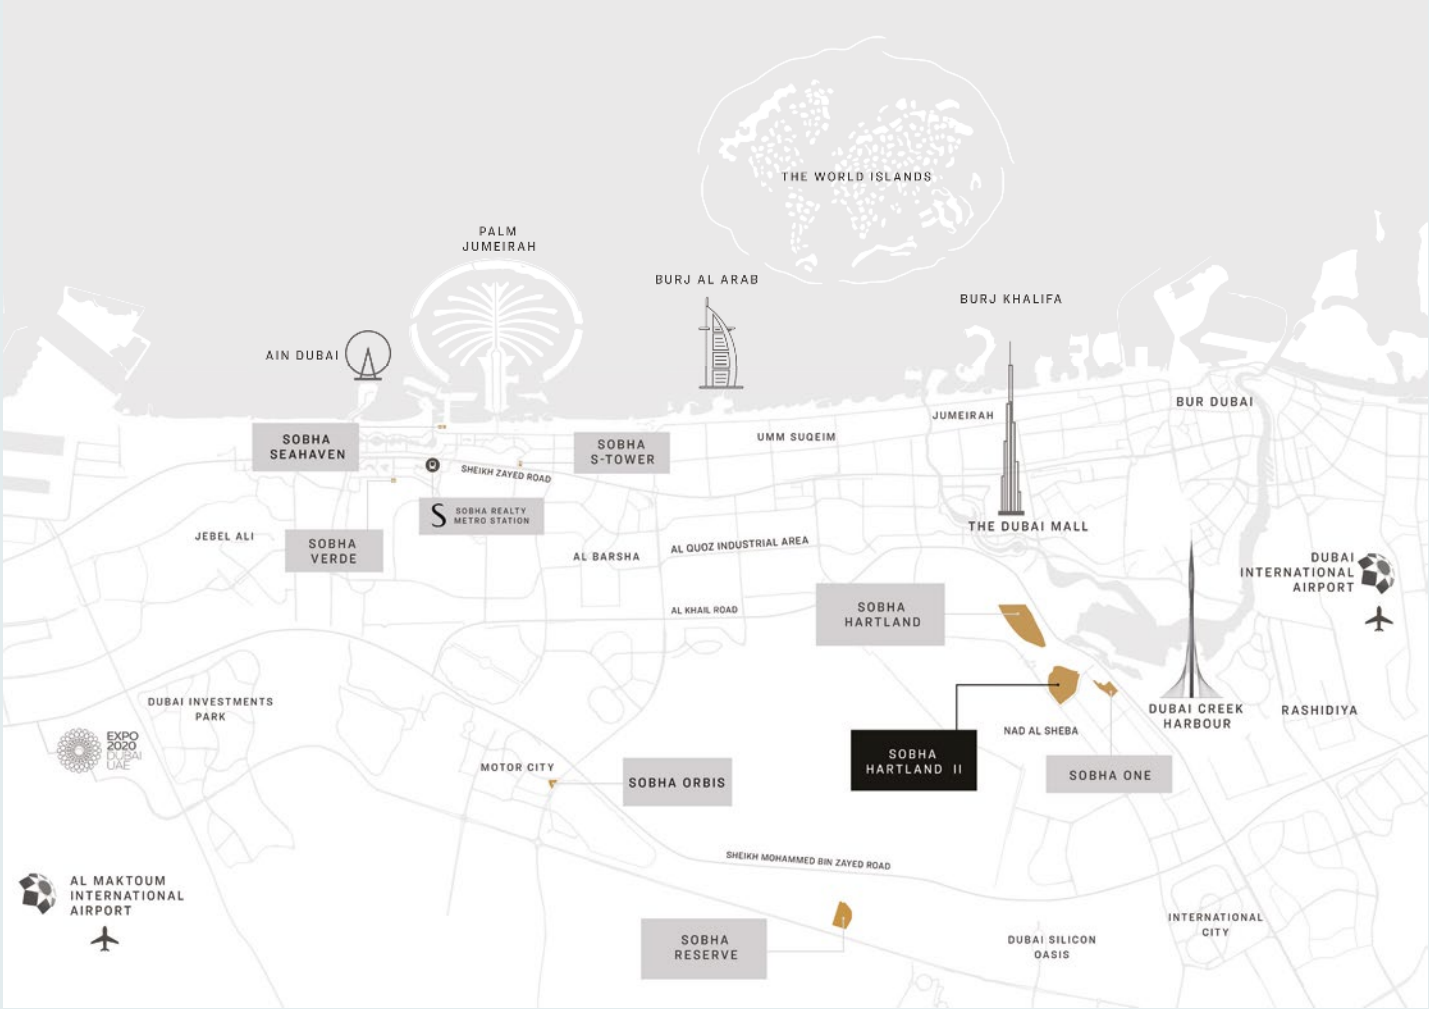 THE WORLD ISLANDS
PALM
JUMEIRAH
BURJ AL ARAB
BURJ KHALIFA
AIN DUBAI
BUR DUBAI
JUMEIRAH
SOBHA
SEAHAVEN
SOBHA
S-TOWER
UMM SUQEIM
SHEIKH ZAYED ROAD
S
SOBHA REALTY
METRO STATION
THE DUBAI MALL
JEBEL ALI
SOBHA
VERDE
AL BARSHA
AL QUOZ INDUSTRIAL AREA
DUBAI
INTERNATIONAL
AIRPORT
SOBHA
HARTLAND
AL KHAIL ROAD
DUBAI INVESTMENTS
PARK
DUBAI CREEK
HARBOUR
RASHIDIYA
NAD AL SHEBA
EXPO
2020
DUBAI
UAE
SOBHA
HARTLAND II
MOTOR CITY
SOBHA ORBIS
SOBHA ONE
SHEIKH MOHAMMED BIN ZAYED ROAD
AL MAKTOUM
INTERNATIONAL
AIRPORT
SOBHA
RESERVE
DUBAI SILICON
OASIS
INTERNATIONAL
CITY